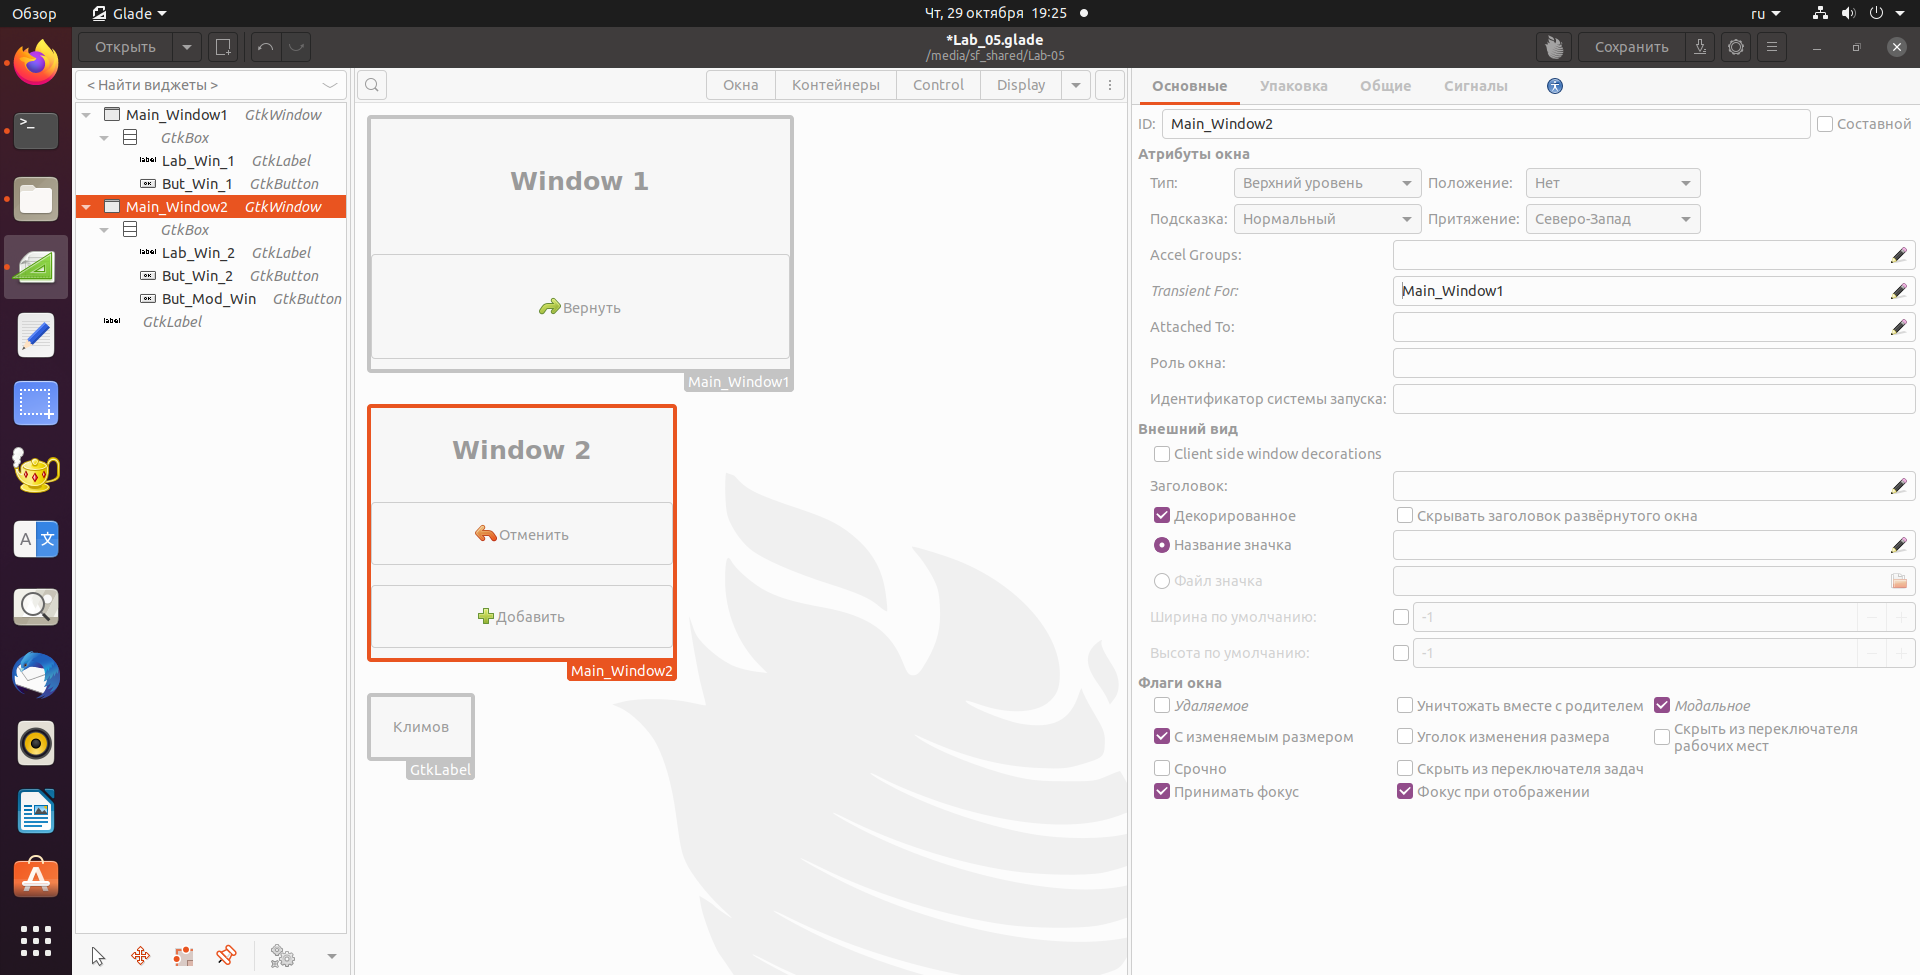 Обзор
Glade
Чт, 29 октября 19:25
ru
Открыть
*Lab_05.glade
/media/sf_shared/Lab-05
Сохранить
< Найти виджеты >
Main_Window1 GtkWindow
GtkBox
label Lab_Win_1 GtkLabel
OK But_Win_1 GtkButton
Main_Window2 GtkWindow
GtkBox
label Lab_Win_2 GtkLabel
OK But_Win_2 GtkButton
OK But_Mod_Win GtkButton
label GtkLabel
Окна
Контейнеры
Control
Display
Window 1
Вернуть
Main_Window1
Window 2
Отменить
Добавить
Main_Window2
Климов
GtkLabel
Основные
Упаковка
Общие
Сигналы
ID: Main_Window2 Составной
Атрибуты окна
Тип: Верхний уровень Положение: Нет
Подсказка: Нормальный Притяжение: Северо-Запад
Accel Groups:
Transient For: Main_Window1
Attached To:
Роль окна:
Идентификатор системы запуска:
Внешний вид
Client side window decorations
Заголовок:
Декорированное Скрывать заголовок развёрнутого окна
Название значка
Файл значка
Ширина по умолчанию: -1
Высота по умолчанию: -1
Флаги окна
Удаляемое Уничтожать вместе с родителем Модальное
С изменяемым размером Уголок изменения размера Скрыть из переключателя
рабочих мест
Срочно Скрыть из переключателя задач
Принимать фокус Фокус при отображении